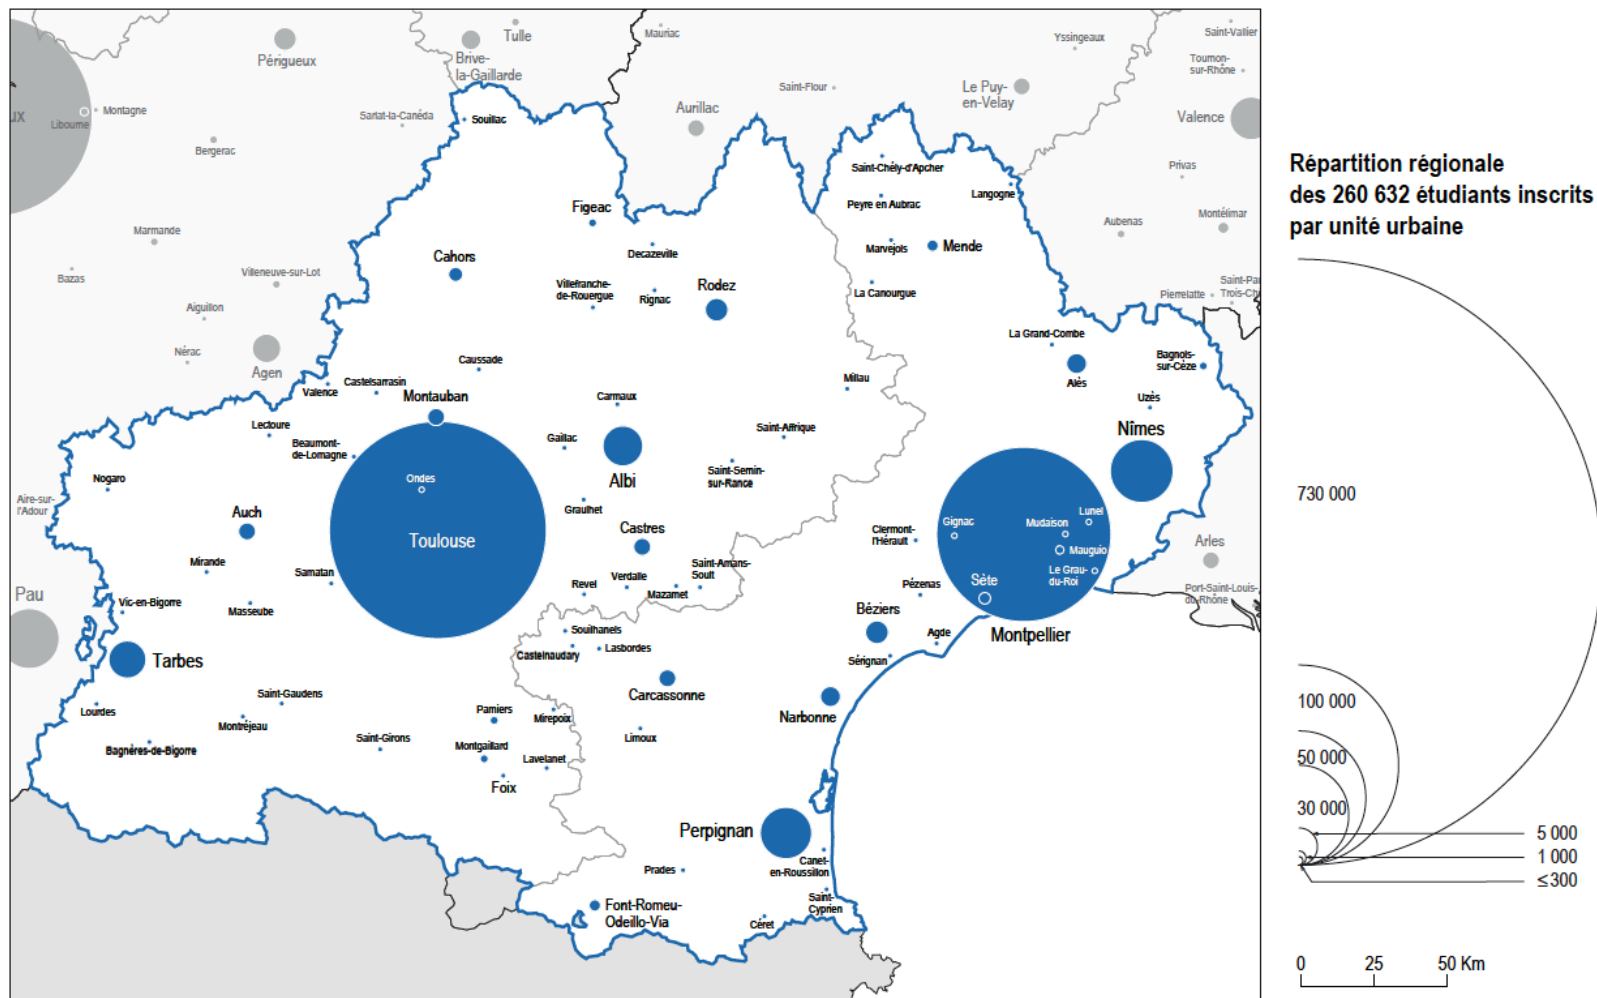 Tulle
Mauriac
Yssingeaux
Saint-Vallier
Périgueux
Brive-
la-Gaillarde
Tournon-
sur-Rhône
Saint-Flour
Le Puy-
en-Velay
ux
Libourne
Montagne
Sarlat-la-Canéda
Souillac
Aurillac
Valence
Bergerac
Saint-Chély-d'Apcher
Privas
Langogne
Peyre en Aubrac
Figeac
Aubenas
Montélimar
Marmande
Decazeville
Marvejols
Mende
Cahors
Bazas
Villeneuve-sur-Lot
Villefranche-
de-Rouergue
Rignac
Rodez
La Canourgue
Pierrelatte
Saint-Pa
Trois-Ch
Aiguillon
La Grand-Combe
Nérac
Agen
Caussade
Bagnols-
sur-Cèze
Valence
Castelsarrasin
Millau
Alès
Montauban
Carmaux
Uzès
Lectoure
Beaumont-
de-Lomagne
Gaillac
Saint-Affrique
Nîmes
Nogaro
Ondes
Albi
Saint-Sernin-
sur-Rance
Aire-sur-
l'Adour
Auch
Graulhet
Castres
Toulouse
Clermont-
l'Hérault
Gignac
Mudaison
Lunel
Mauguio
Arles
Mirande
Samatan
Saint-Amans-
Soult
Revel
Verdalle
Mazamet
Le Grau-
du-Roi
Sète
Pézenas
Port-Saint-Louis-
du-Rhône
Pau
Vic-en-Bigorre
Masseube
Béziers
Montpellier
Souilhanels
Agde
Tarbes
Castelnaudary
Lasbordes
Sérignan
Carcassonne
Saint-Gaudens
Lourdes
Montréjeau
Pamiers
Mirepoix
Narbonne
Bagnères-de-Bigorre
Saint-Girons
Montgaillard
Limoux
Lavelanet
Foix
Perpignan
Canet-
en-Roussillon
Prades
Saint-
Cyprien
Font-Romeu-
Odeillo-Via
Céret
Répartition régionale
des 260 632 étudiants inscrits
par unité urbaine
730 000
100 000
50 000
30 000
5 000
1 000
≤300
0 25 50 Km